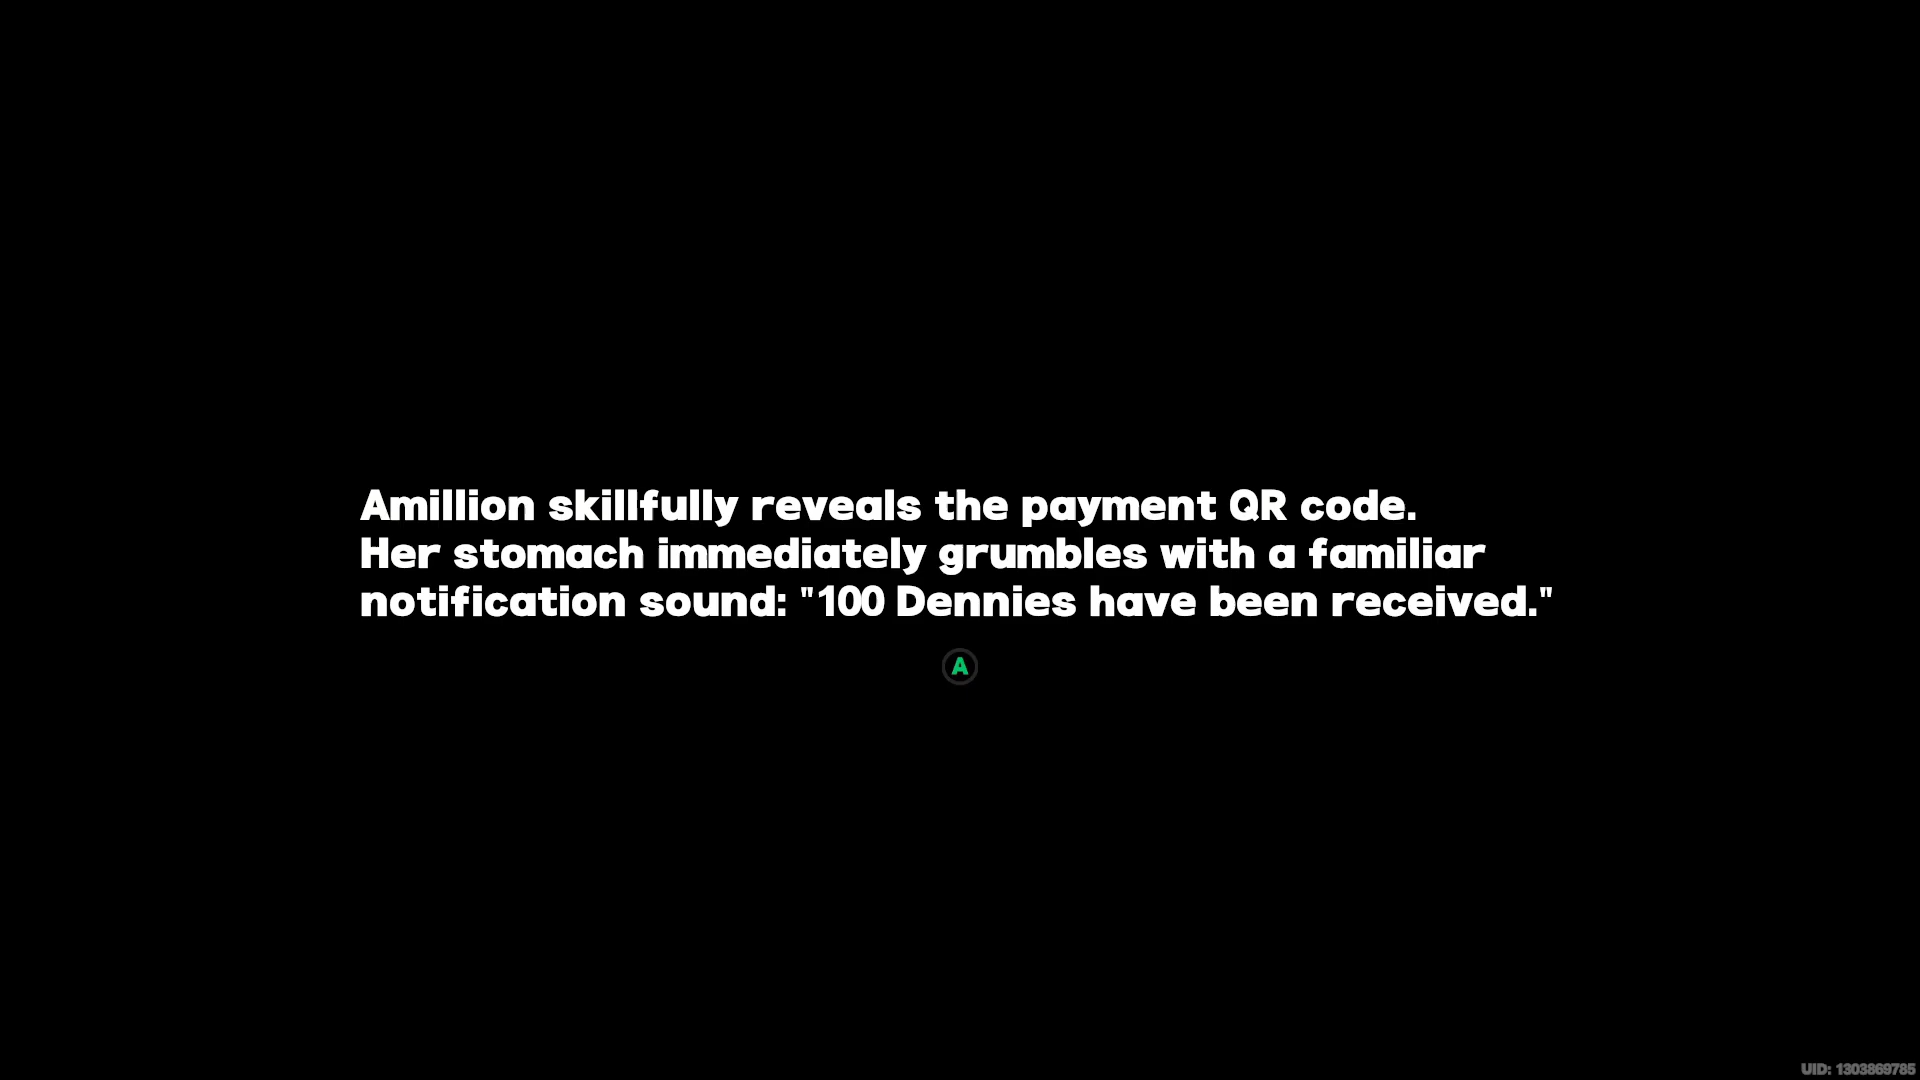 Amillion skillfully reveals the payment QR code.
Her stomach immediately grumbles with a familiar
notification sound: "100 Dennies have been received."
A
UID: 1303869785